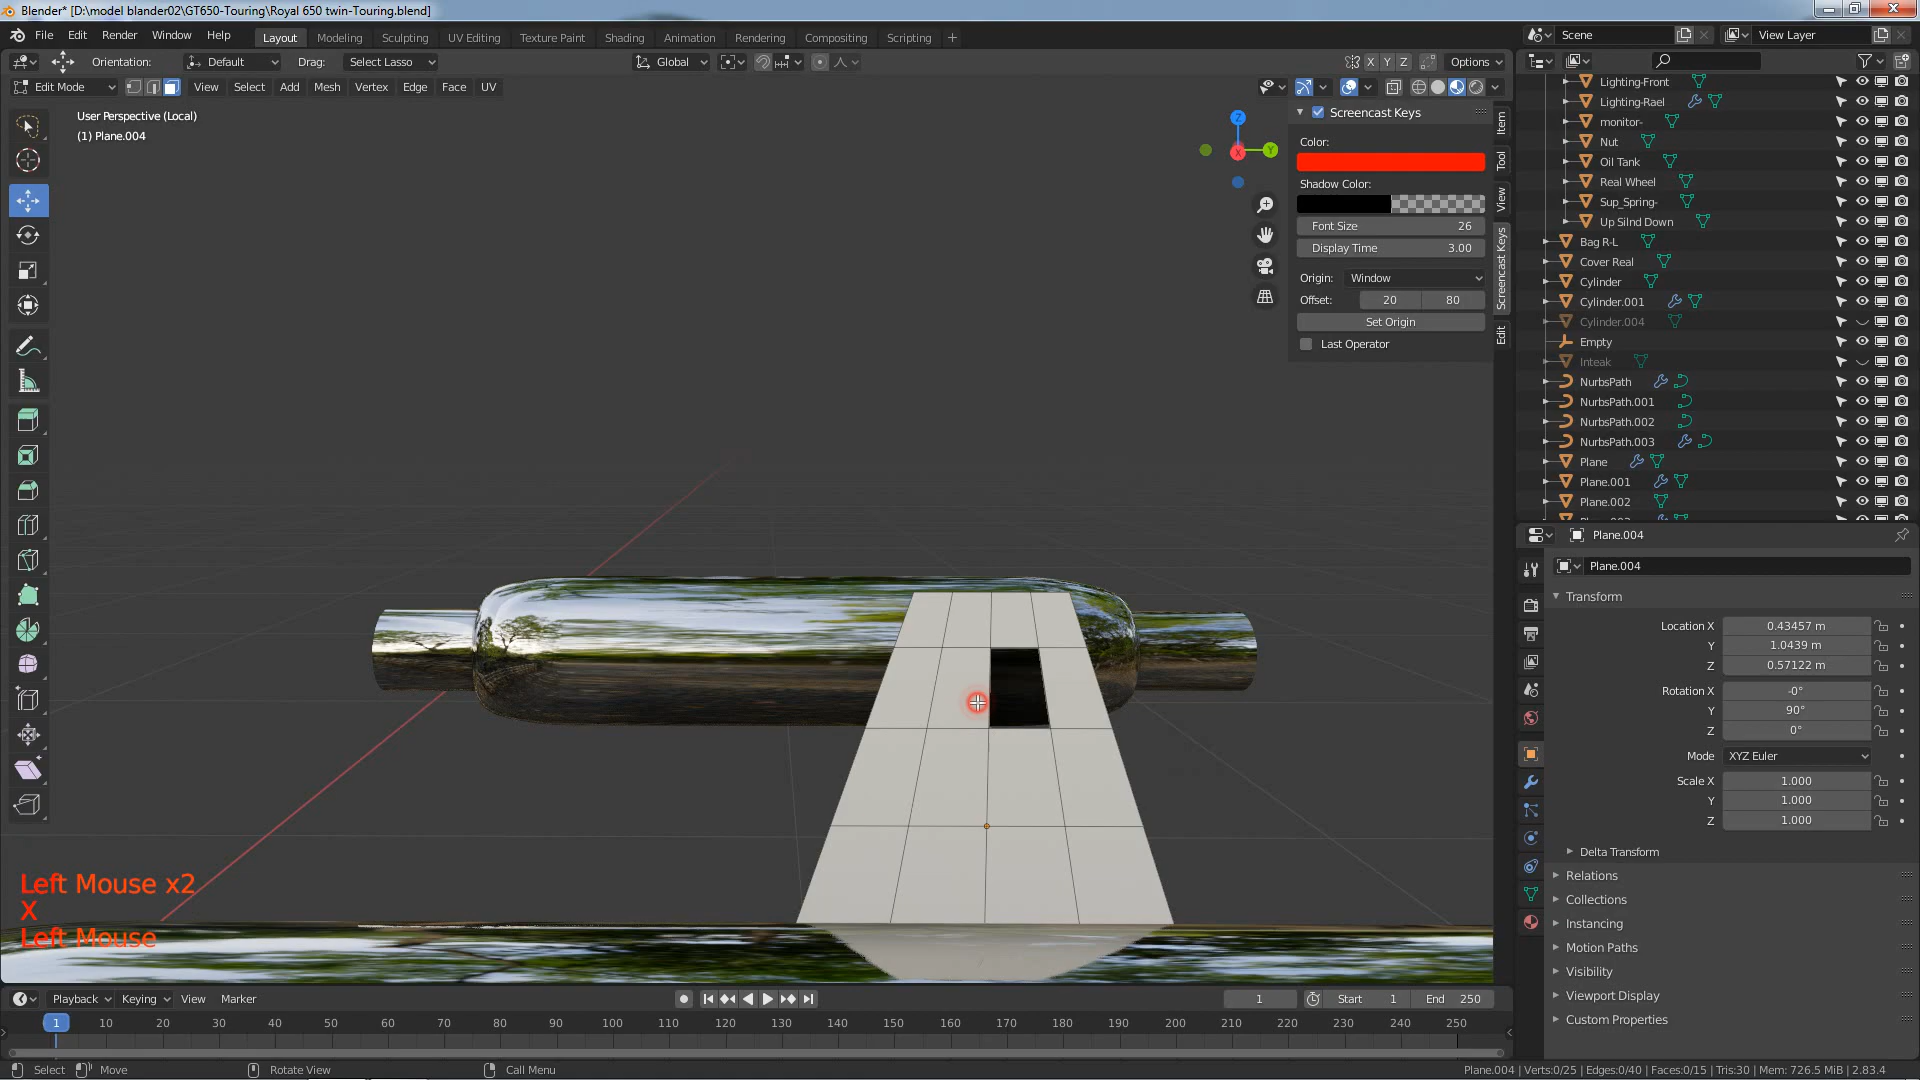 Blender* [D:\model blander02\GT650-Touring\Royal 650 twin-Touring.blend]
File Edit Render Window Help
Layout Modeling Sculpting UV Editing Texture Paint Shading Animation Rendering Compositing Scripting +
Scene
View Layer
Orientation: Default Drag: Select Lasso
Global
X Y Z Options
Edit Mode View Select Add Mesh Vertex Edge Face UV
User Perspective (Local)
(1) Plane.004
Z
X
Y
Screencast Keys
Color:
Shadow Color:
Font Size 26
Display Time 3.00
Origin: Window
Offset: 20 80
Set Origin
Last Operator
Item
Tool
View
Screencast Keys
Edit
Lighting-Front
Lighting-Rael
monitor-
Nut
Oil Tank
Real Wheel
Sup_Spring-
Up Silnd Down
Bag R-L
Cover Real
Cylinder
Cylinder.001
Cylinder.004
Empty
Inteak
NurbsPath
NurbsPath.001
NurbsPath.002
NurbsPath.003
Plane
Plane.001
Plane.002
Plane.004
Plane.004
Transform
Location X 0.43457 m
Y 1.0439 m
Z 0.57122 m
Rotation X -0°
Y 90°
Z 0°
Mode XYZ Euler
Scale X 1.000
Y 1.000
Z 1.000
Delta Transform
Relations
Collections
Instancing
Motion Paths
Visibility
Viewport Display
Custom Properties
Left Mouse x2
X
Left Mouse
Playback Keying View Marker
1 Start 1 End 250
1 10 20 30 40 50 60 70 80 90 100 110 120 130 140 150 160 170 180 190 200 210 220 230 240 250
Select Move Rotate View Call Menu
Plane.004 | Verts:0/25 | Edges:0/40 | Faces:0/15 | Tris:30 | Mem: 726.5 MiB | 2.83.4